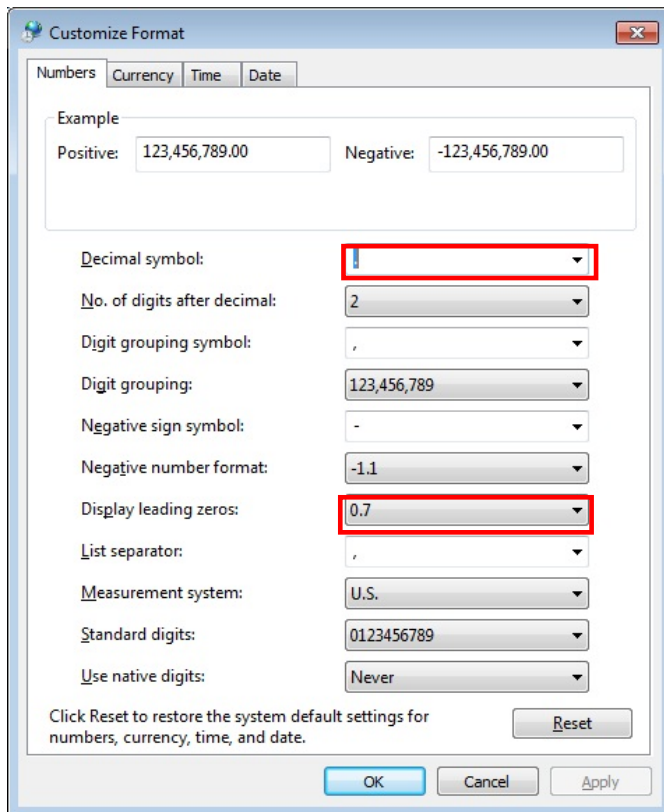 Customize Format
Numbers Currency Time Date
Example
Positive: 123,456,789.00 Negative: -123,456,789.00
Decimal symbol: .
No. of digits after decimal: 2
Digit grouping symbol: ,
Digit grouping: 123,456,789
Negative sign symbol: -
Negative number format: -1.1
Display leading zeros: 0.7
List separator: ,
Measurement system: U.S.
Standard digits: 0123456789
Use native digits: Never
Click Reset to restore the system default settings for
numbers, currency, time, and date.
Reset
OK Cancel Apply